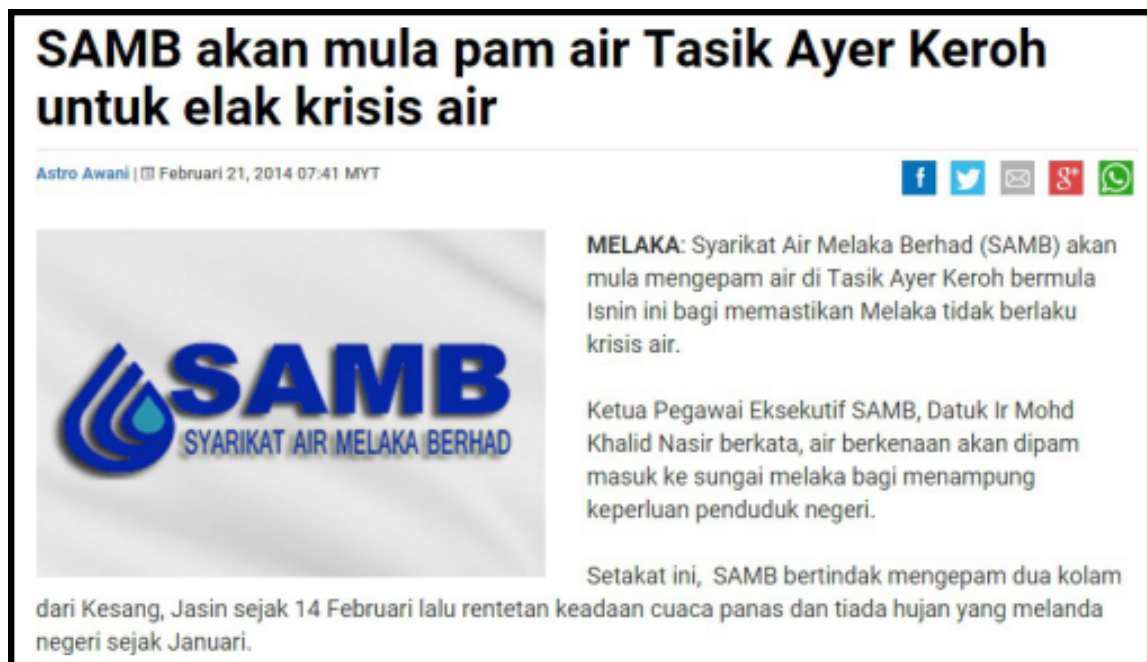 SAMB akan mula pam air Tasik Ayer Keroh
untuk elak krisis air
Astro Awani | Februari 21, 2014 07:41 MYT
SAMB
SYARIKAT AIR MELAKA BERHAD
MELAKA: Syarikat Air Melaka Berhad (SAMB) akan
mula mengepam air di Tasik Ayer Keroh bermula
Isnin ini bagi memastikan Melaka tidak berlaku
krisis air.
Ketua Pegawai Eksekutif SAMB, Datuk Ir Mohd
Khalid Nasir berkata, air berkenaan akan dipam
masuk ke sungai melaka bagi menampung
keperluan penduduk negeri.
Setakat ini, SAMB bertindak mengepam dua kolam
dari Kesang, Jasin sejak 14 Februari lalu rentetan keadaan cuaca panas dan tiada hujan yang melanda
negeri sejak Januari.